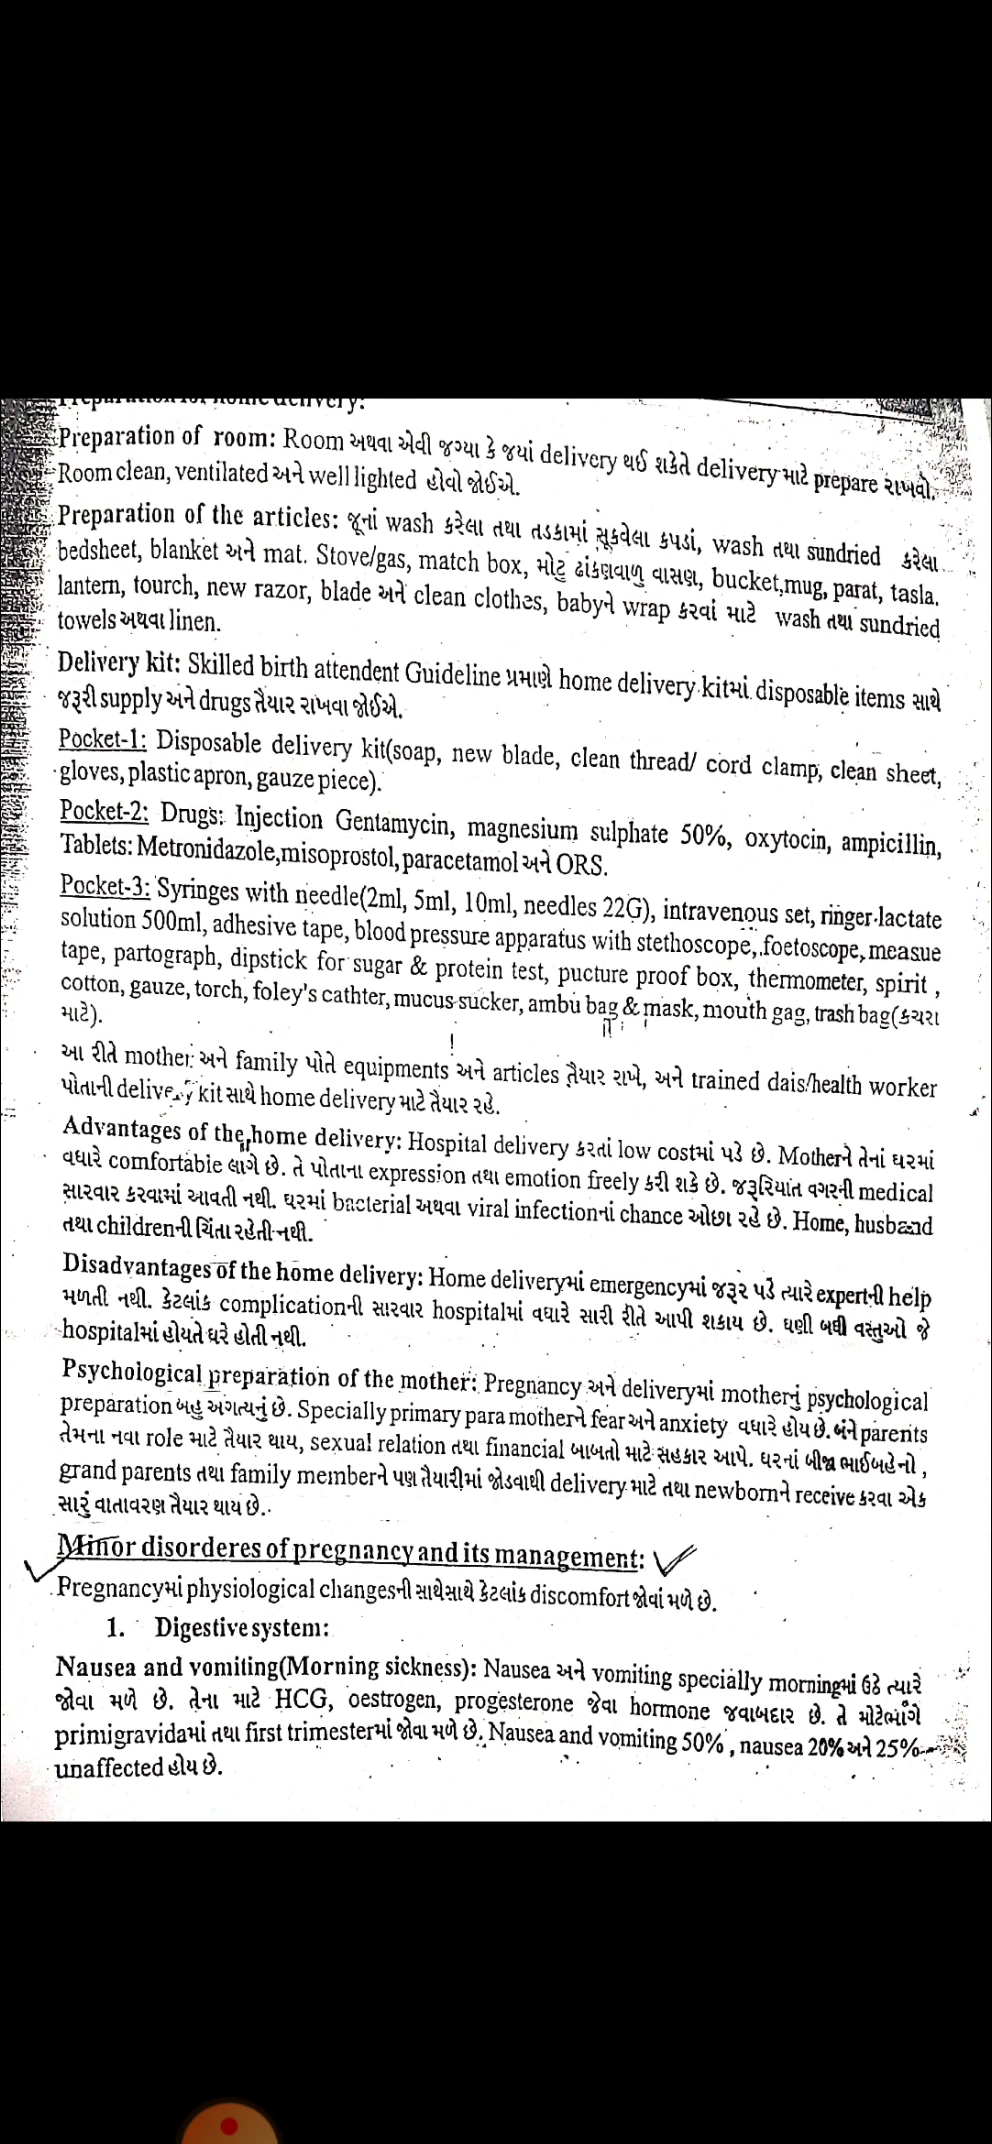 Preparation for home delivery:
Preparation of room: Room અથવા એવી જગ્યા કે જયાં delivery થઈ શકેતે delivery માટે prepare રાખવો.
Room clean, ventilated અને well lighted હોવો જોઈએ.
Preparation of the articles: જૂનાં wash કરેલા તથા તડકામાં સૂકવેલા કપડાં, wash તથા sundried કરેલા
bedsheet, blanket અને mat. Stove/gas, match box, મોટુ ઢાંકણવાળુ વાસણ, bucket,mug, parat, tasla.
lantern, tourch, new razor, blade અને clean clothes, babyને wrap કરવાં માટે wash તથા sundried
towels અથવા linen.
Delivery kit: Skilled birth attendent Guideline પ્રમાણે home delivery kitમાં disposable items સાથે
જરૂરી supply અને drugs તૈયાર રાખવા જોઈએ.
Pocket-1: Disposable delivery kit(soap, new blade, clean thread/ cord clamp, clean sheet,
gloves, plastic apron, gauze piece).
Pocket-2: Drugs: Injection Gentamycin, magnesium sulphate 50%, oxytocin, ampicillin,
Tablets: Metronidazole,misoprostol, paracetamol અને ORS.
Pocket-3: Syringes with needle(2ml, 5ml, 10ml, needles 22G), intravenous set, ringer lactate
solution 500ml, adhesive tape, blood pressure apparatus with stethoscope, foetoscope, measue
tape, partograph, dipstick for sugar & protein test, pucture proof box, thermometer, spirit ,
cotton, gauze, torch, foley's cathter, mucus sucker, ambu bag & mask, mouth gag, trash bag(કચરા
માટે).
આ રીતે mother અને family પોતે equipments અને articles તૈયાર રાખે, અને trained dais/health worker
પોતાની delivery kit સાથે home delivery માટે તૈયાર રહે.
Advantages of the home delivery: Hospital delivery કરતાં low costમાં પડે છે. Motherને તેનાં ઘરમાં
વધારે comfortable લાગે છે. તે પોતાના expression તથા emotion freely કરી શકે છે. જરૂરિયાત વગરની medical
સારવાર કરવામાં આવતી નથી. ઘરમાં bacterial અથવા viral infectionનાં chance ઓછા રહે છે. Home, husband
તથા childrenની ચિંતા રહેતી નથી.
Disadvantages of the home delivery: Home deliveryમાં emergencyમાં જરૂર પડે ત્યારે expertની help
મળતી નથી. કેટલાંક complicationની સારવાર hospitalમાં વધારે સારી રીતે આપી શકાય છે. ઘણી બધી વસ્તુઓ જે
hospitalમાં હોયતે ઘરે હોતી નથી.
Psychological preparation of the mother: Pregnancy અને deliveryમાં motherનું psychological
preparation બહુ અગત્યનું છે. Specially primary para motherને fear અને anxiety વધારે હોય છે. બંને parents
તેમના નવા role માટે તૈયાર થાય, sexual relation તથા financial બાબતો માટે સહકાર આપે. ઘરનાં બીજા ભાઈબહેનો ,
grand parents તથા family memberને પણ તૈયારીમાં જોડવાથી delivery માટે તથા newbornને receive કરવા એક
સારું વાતાવરણ તૈયાર થાય છે.
Minor disorderes of pregnancy and its management:
Pregnancyમાં physiological changesની સાથેસાથે કેટલાંક discomfort જોવાં મળે છે.
1. Digestive system:
Nausea and vomiting(Morning sickness): Nausea અને vomiting specially morningમાં ઉઠે ત્યારે
જોવા મળે છે. તેના માટે HCG, oestrogen, progesterone જેવા hormone જવાબદાર છે. તે મોટેભાગે
primigravidaમાં તથા first trimesterમાં જોવા મળે છે. Nausea and vomiting 50% , nausea 20% અને 25%
unaffected હોય છે.